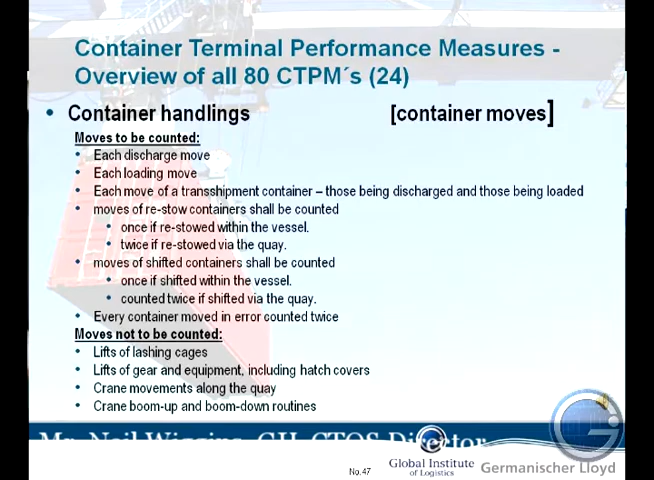 Container Terminal Performance Measures -
Overview of all 80 CTPM´s (24)
• Container handlings [container moves]
Moves to be counted:
• Each discharge move
• Each loading move
• Each move of a transshipment container – those being discharged and those being loaded
• moves of re-stow containers shall be counted
• once if re-stowed within the vessel.
• twice if re-stowed via the quay.
• moves of shifted containers shall be counted
• once if shifted within the vessel.
• counted twice if shifted via the quay.
• Every container moved in error counted twice
Moves not to be counted:
• Lifts of lashing cages
• Lifts of gear and equipment, including hatch covers
• Crane movements along the quay
• Crane boom-up and boom-down routines
Mr. Neil Wiggins, GIL CTQS Director
No.47
Global Institute
of Logistics
Germanischer Lloyd